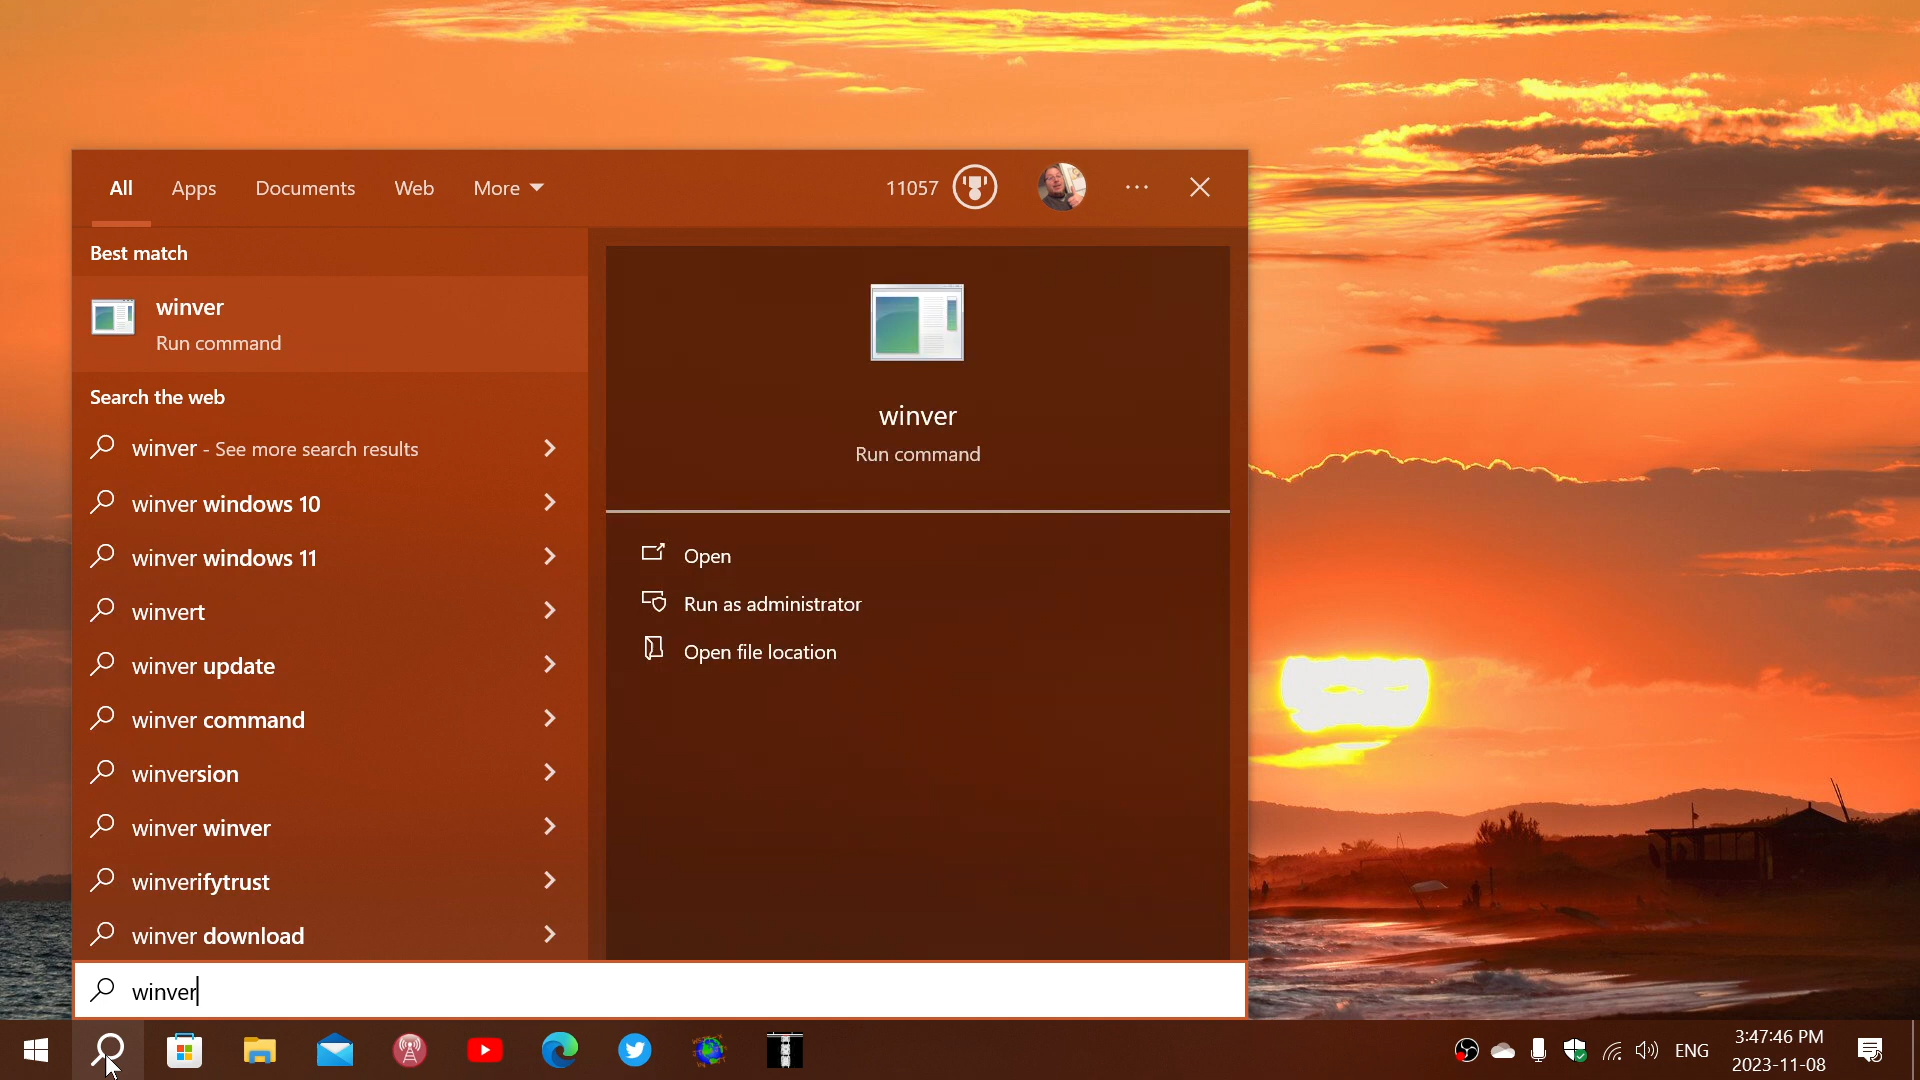 All
Apps
Documents
Web
More
11057
Best match
winver
Run command
Search the web
winver - See more search results
winver windows 10
winver windows 11
winvert
winver update
winver command
winversion
winver winver
winverifytrust
winver download
winver
Run command
Open
Run as administrator
Open file location
winver
ENG
3:47:46 PM
2023-11-08